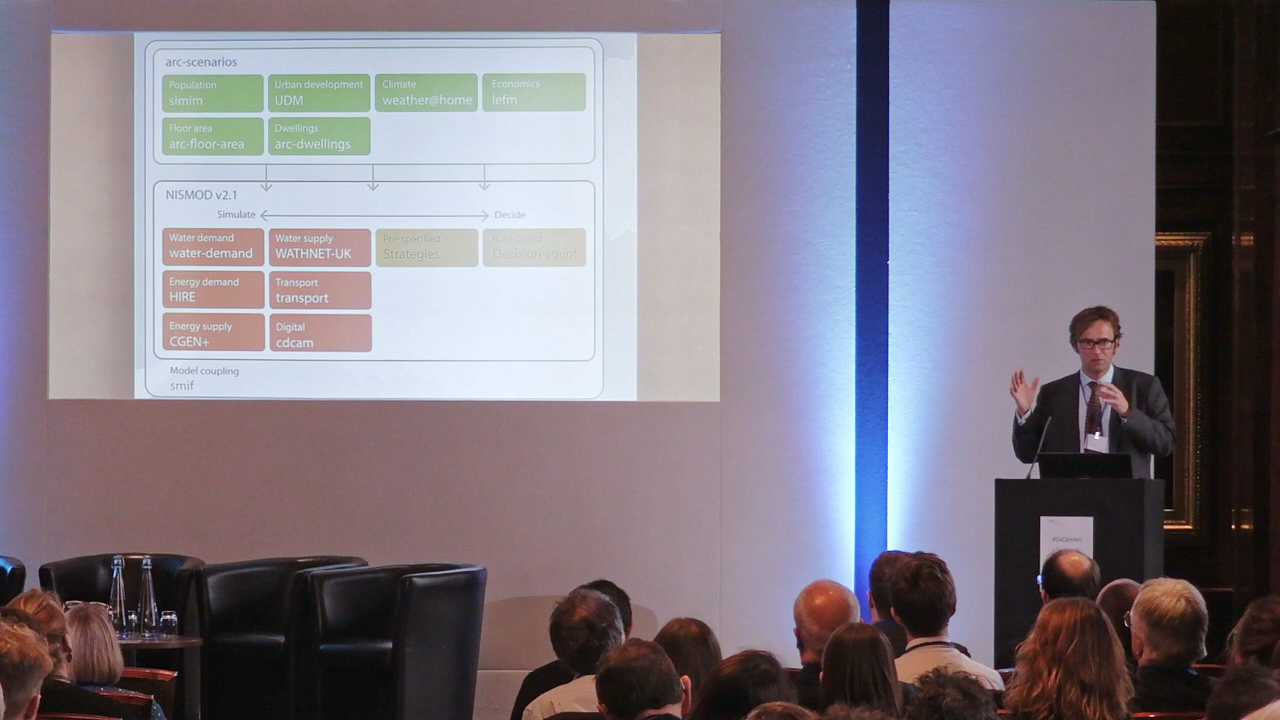 arc-scenarios
Population
simim
Urban development
UDM
Climate
weather@home
Economics
lefm
Floor area
arc-floor-area
Dwellings
arc-dwellings
NISMOD v2.1
Simulate
Decide
Water demand
water-demand
Water supply
WATHNET-UK
Pre-specified
Strategies
Rule-based
Decision agent
Energy demand
HIRE
Transport
transport
Energy supply
CGEN+
Digital
cdcam
Model coupling
smif
#OxCamArc